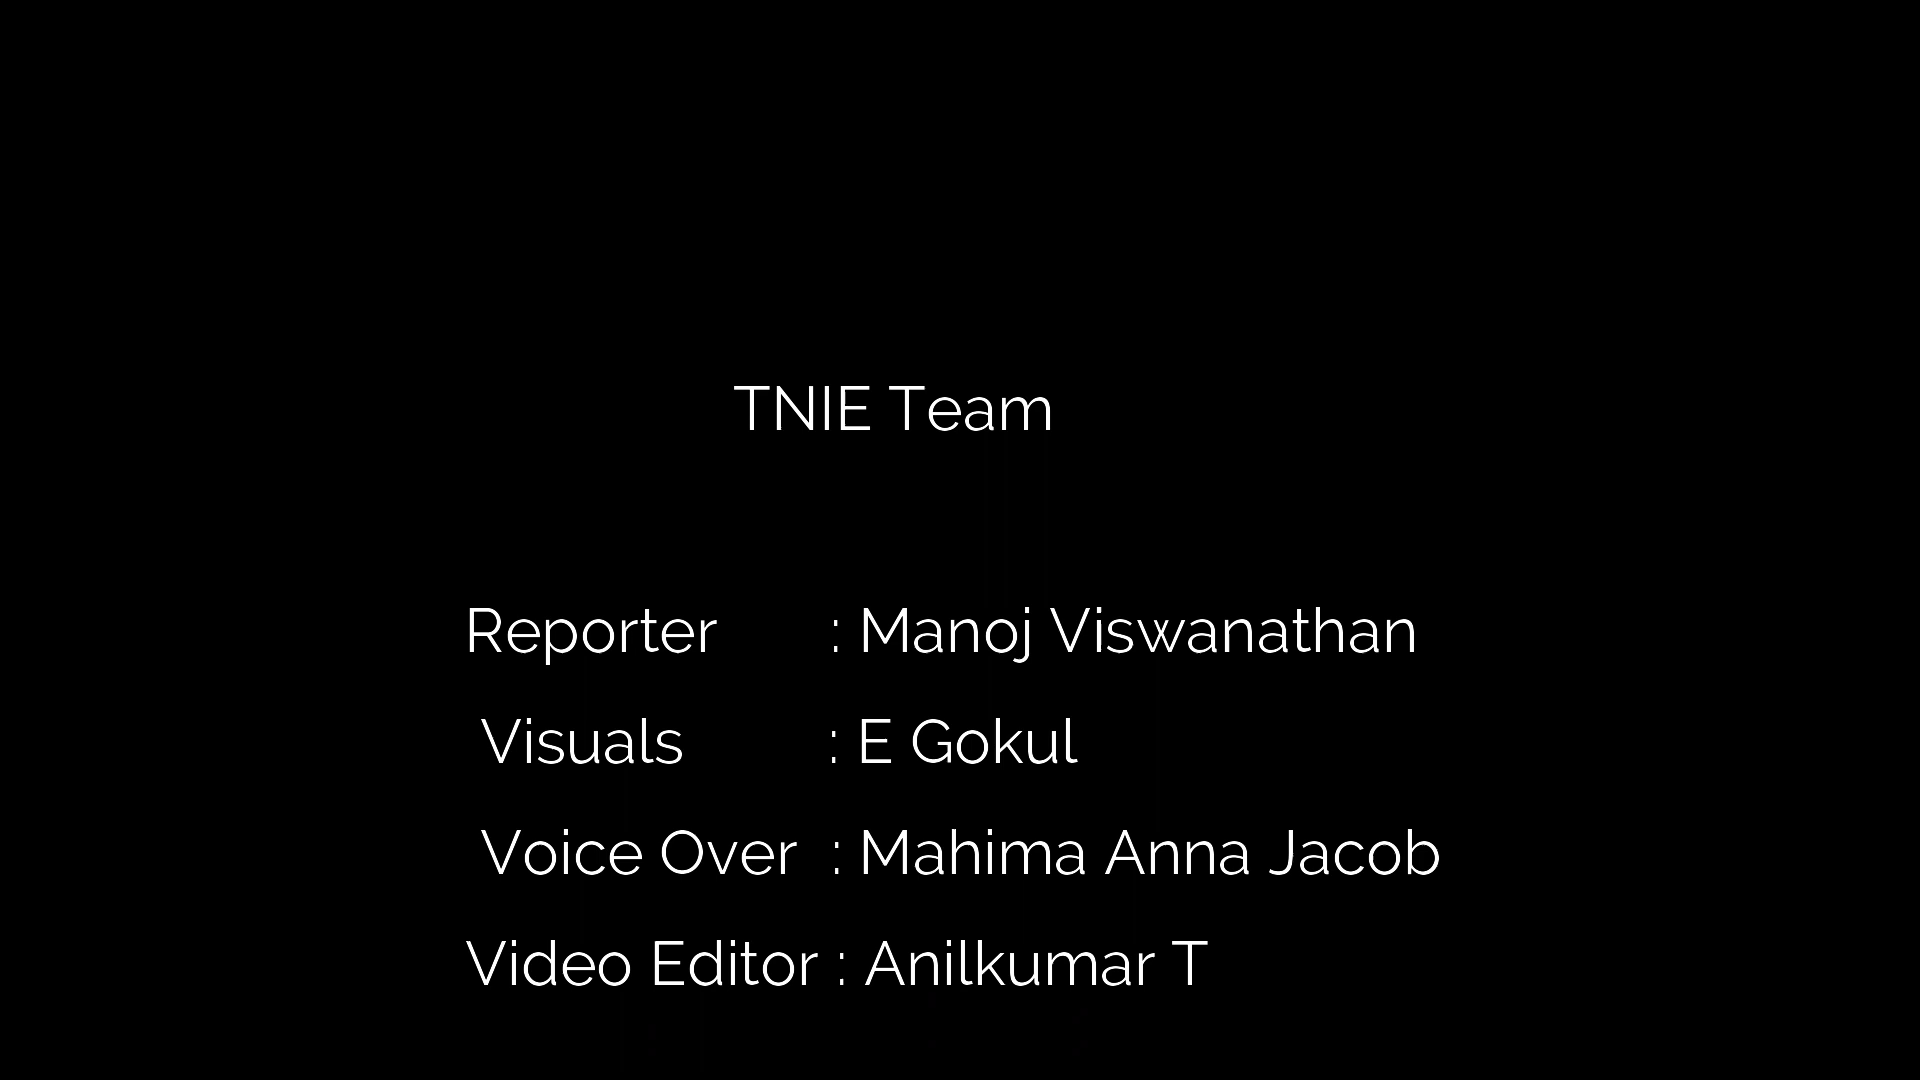 TNIE Team
Reporter : Manoj Viswanathan
Visuals : E Gokul
Voice Over : Mahima Anna Jacob
Video Editor : Anilkumar T